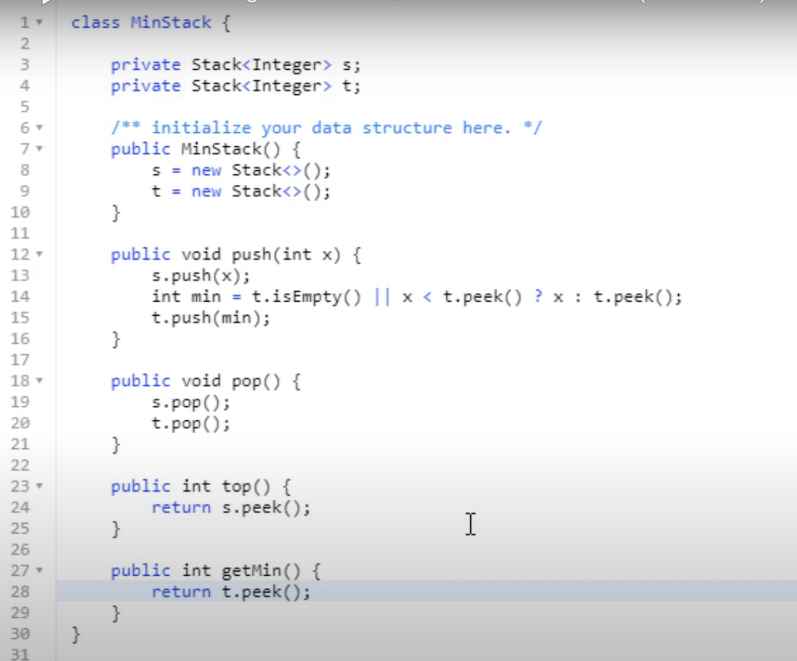 1 class MinStack {
2
3     private Stack<Integer> s;
4     private Stack<Integer> t;
5
6     /** initialize your data structure here. */
7     public MinStack() {
8         s = new Stack<>();
9         t = new Stack<>();
10     }
11
12     public void push(int x) {
13         s.push(x);
14         int min = t.isEmpty() || x < t.peek() ? x : t.peek();
15         t.push(min);
16     }
17
18     public void pop() {
19         s.pop();
20         t.pop();
21     }
22
23     public int top() {
24         return s.peek();
25     }
26
27     public int getMin() {
28         return t.peek();
29     }
30 }
31